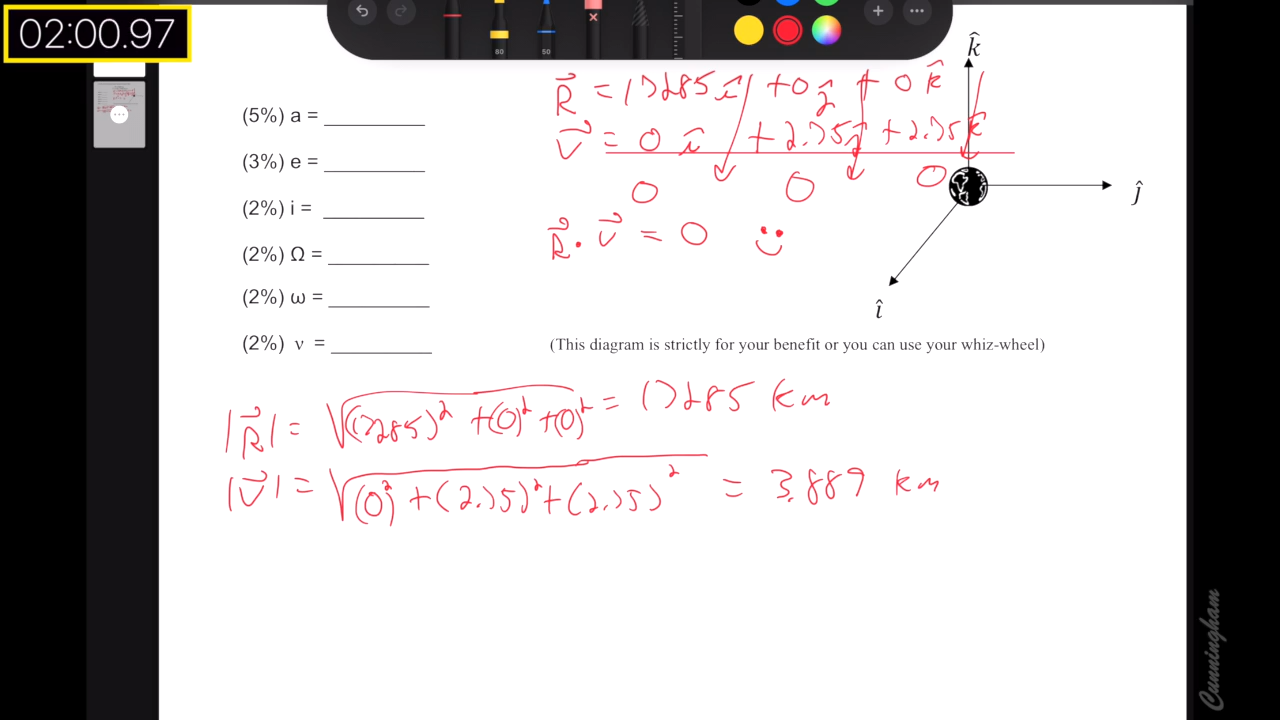 02:00.97
80
50
k̂
R⃗ = 17285 î + 0 ĵ + 0 k̂
V⃗ = 0 î + 2.75 ĵ + 2.75 k̂
0 0 0
R⃗ · V⃗ = 0
(5%) a = __________
(3%) e = __________
(2%) i = __________
(2%) Ω = __________
(2%) ω = __________
(2%) ν = __________
ĵ
î
(This diagram is strictly for your benefit or you can use your whiz-wheel)
|R⃗| = √((17285)² + (0)² + (0)²) = 17285 km
|V⃗| = √((0)² + (2.75)² + (2.75)²) = 3.889 km
Cunningham